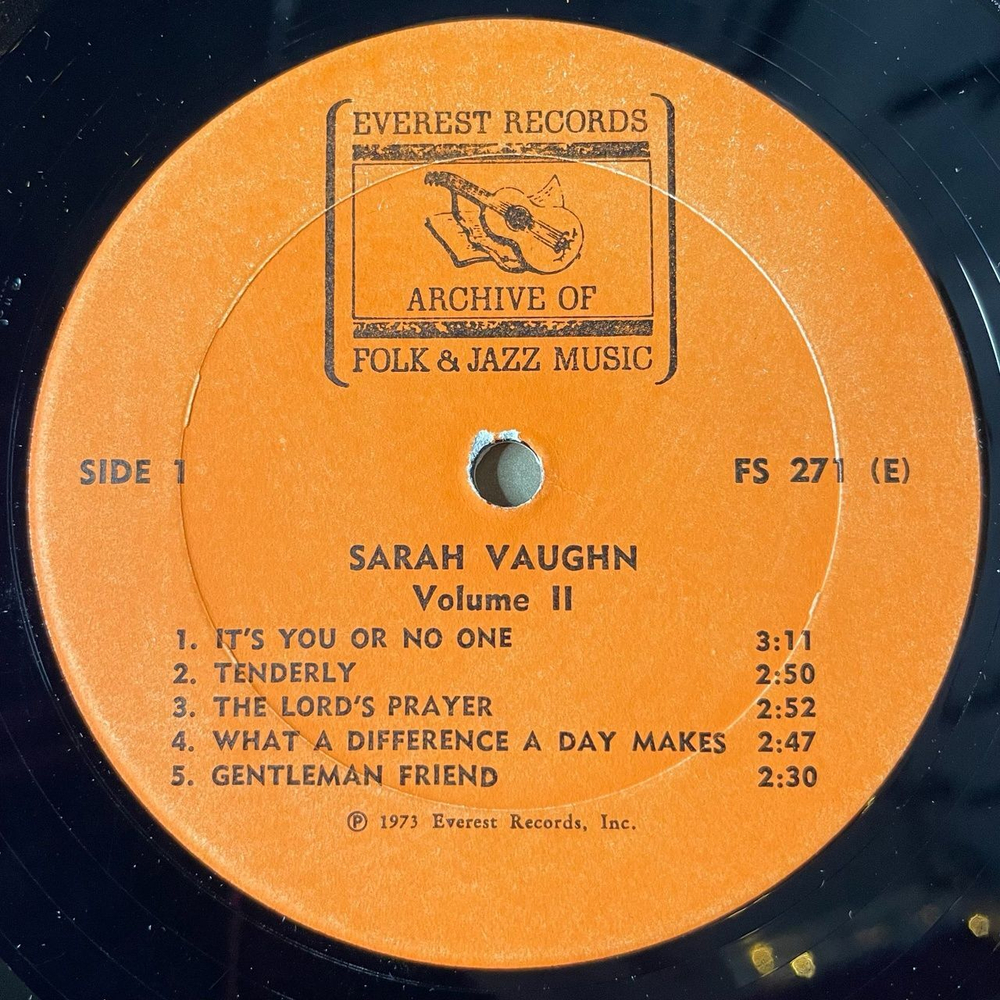 EVEREST RECORDS
ARCHIVE OF
FOLK & JAZZ MUSIC
SIDE 1 FS 271 (E)
SARAH VAUGHN
Volume II
1. IT'S YOU OR NO ONE 3:11
2. TENDERLY 2:50
3. THE LORD'S PRAYER 2:52
4. WHAT A DIFFERENCE A DAY MAKES 2:47
5. GENTLEMAN FRIEND 2:30
℗ 1973 Everest Records, Inc.